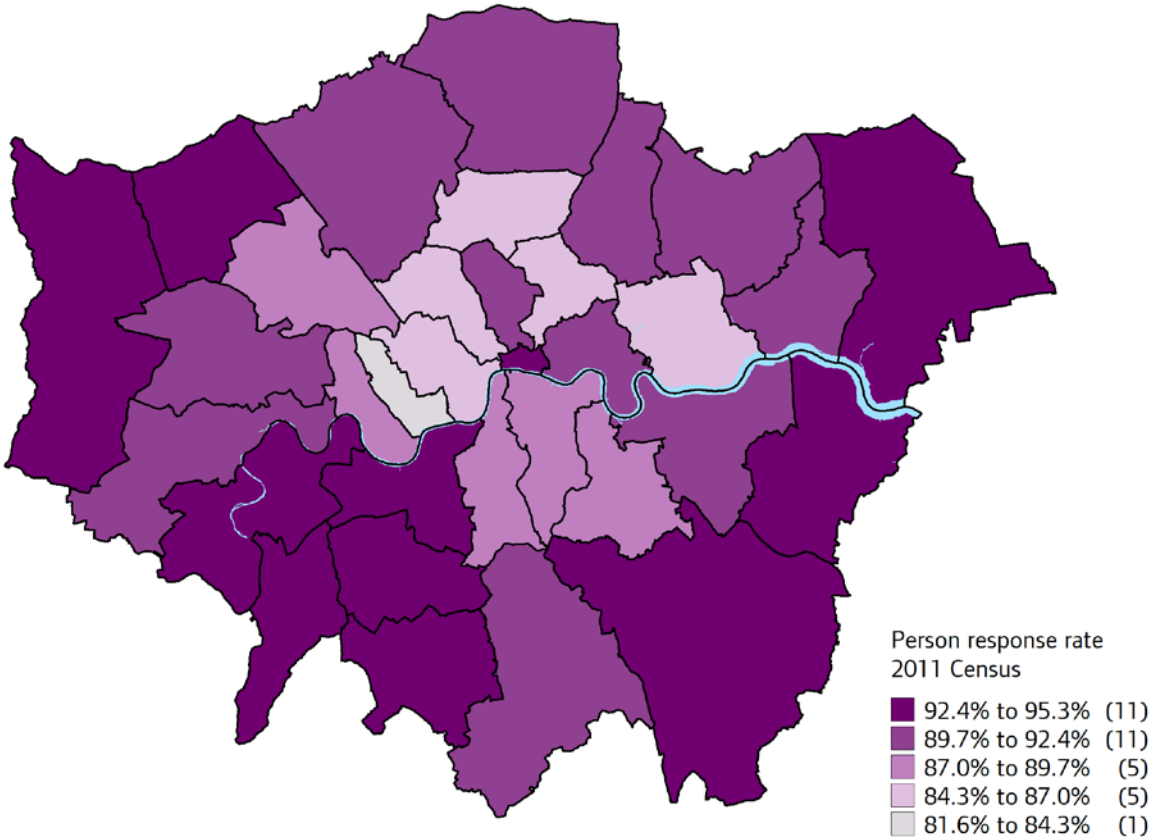 Person response rate
2011 Census
92.4% to 95.3% (11)
89.7% to 92.4% (11)
87.0% to 89.7% (5)
84.3% to 87.0% (5)
81.6% to 84.3% (1)